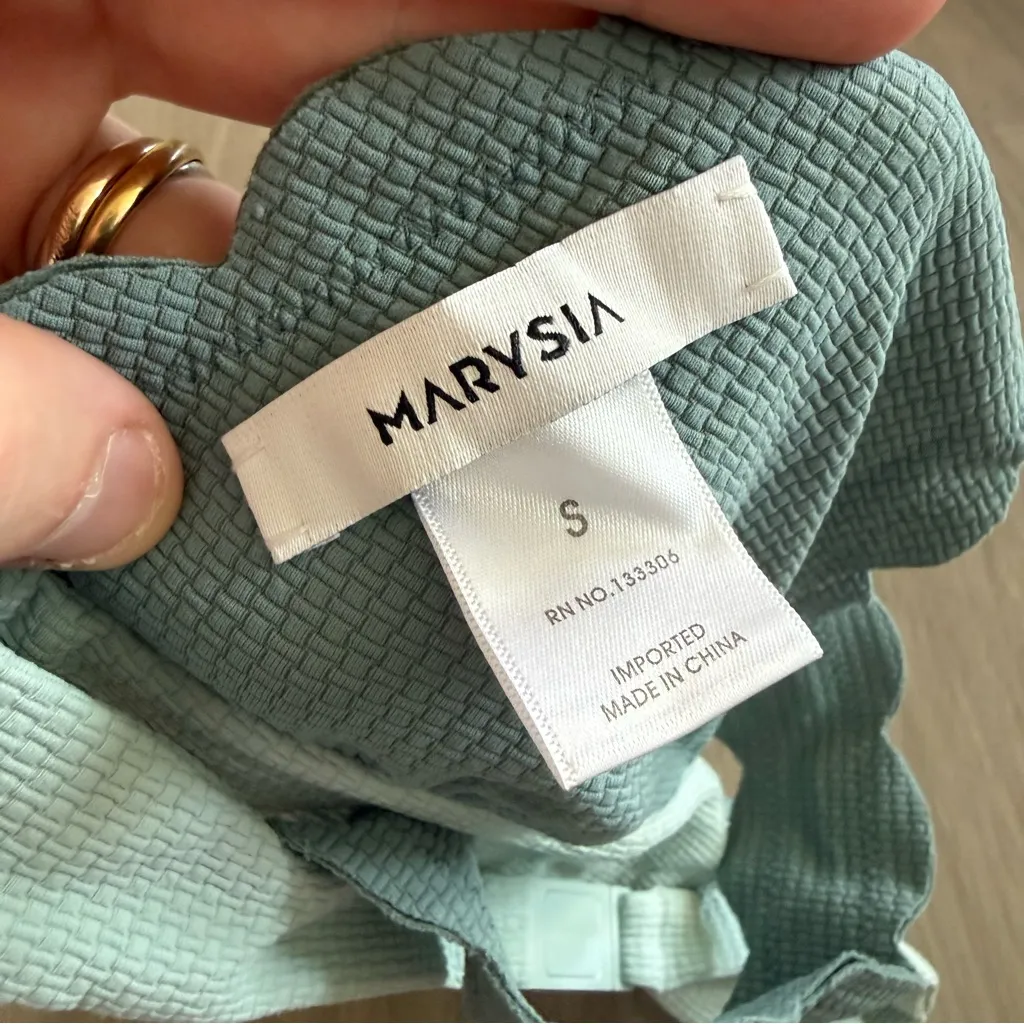 MARYSIA
S
RN NO.133306
IMPORTED
MADE IN CHINA